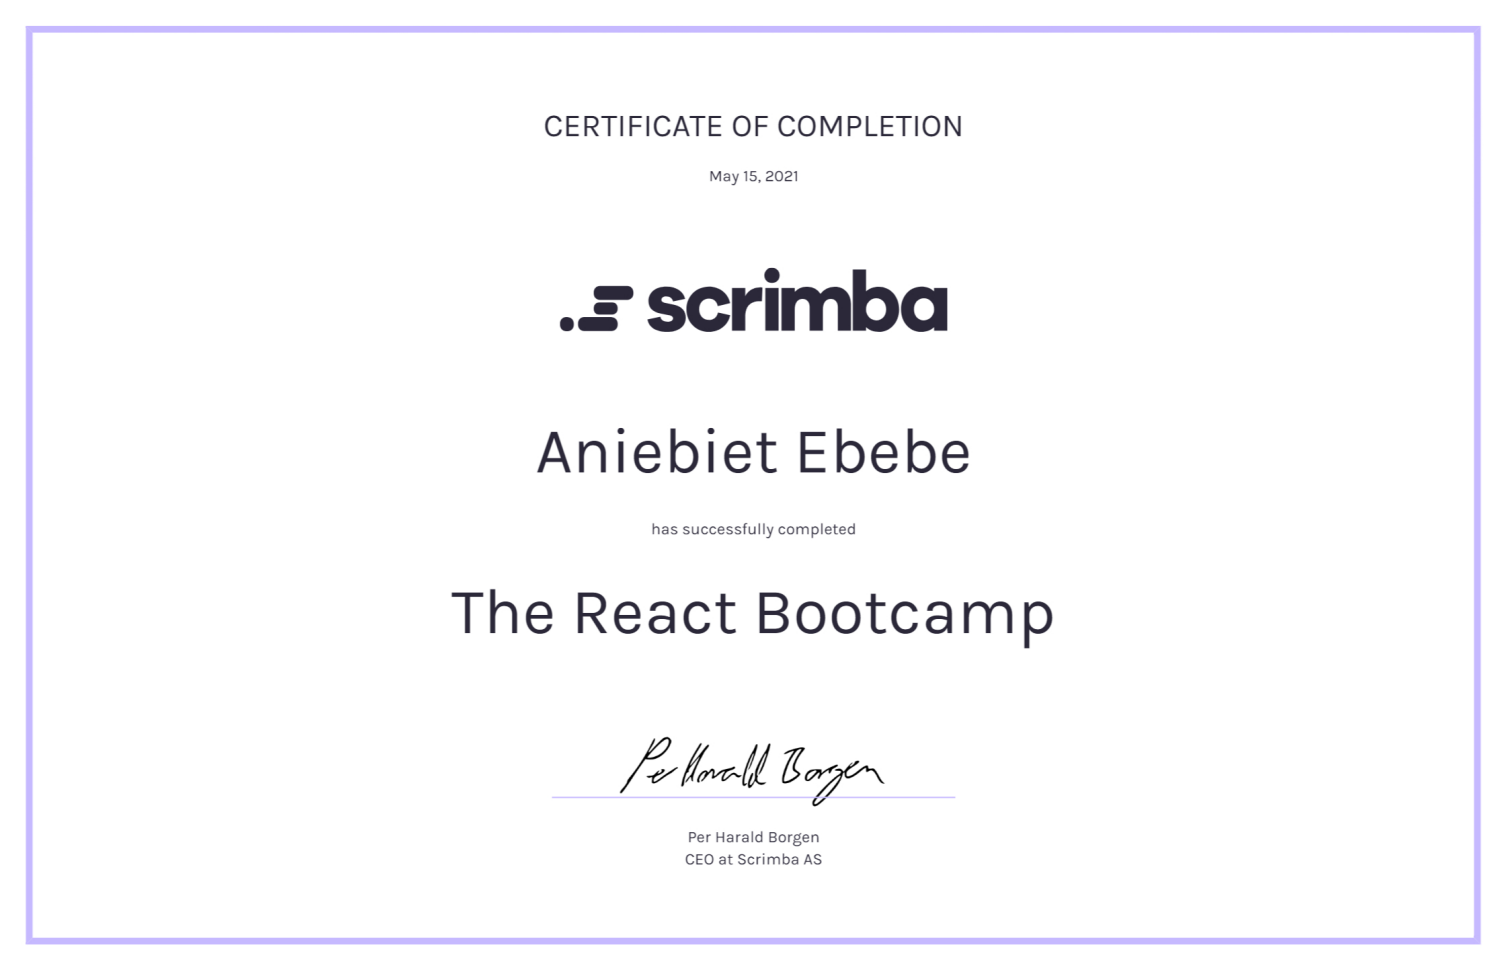 CERTIFICATE OF COMPLETION
May 15, 2021
scrimba
Aniebiet Ebebe
has successfully completed
The React Bootcamp
Per Harald Borgen
Per Harald Borgen
CEO at Scrimba AS